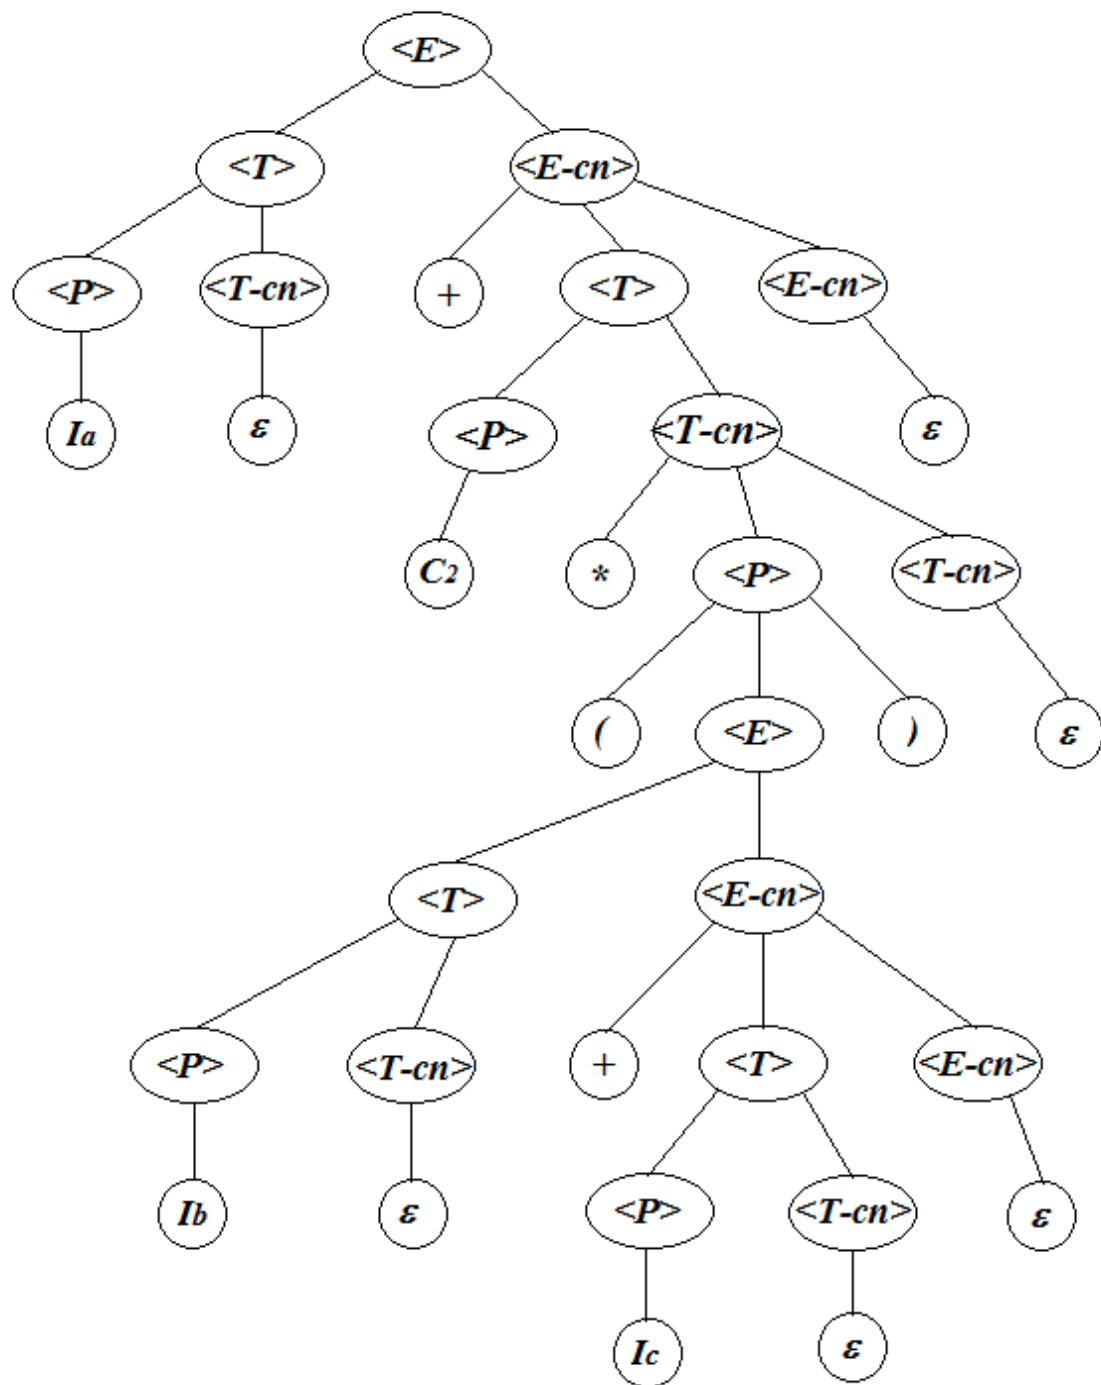 <E>
<T> <E-cn>
<P> <T-cn> + <T> <E-cn>
Ia ε <P> <T-cn> ε
C2 * <P> <T-cn>
( <E> ) ε
<T> <E-cn>
<P> <T-cn> + <T> <E-cn>
Ib ε <P> <T-cn> ε
Ic ε